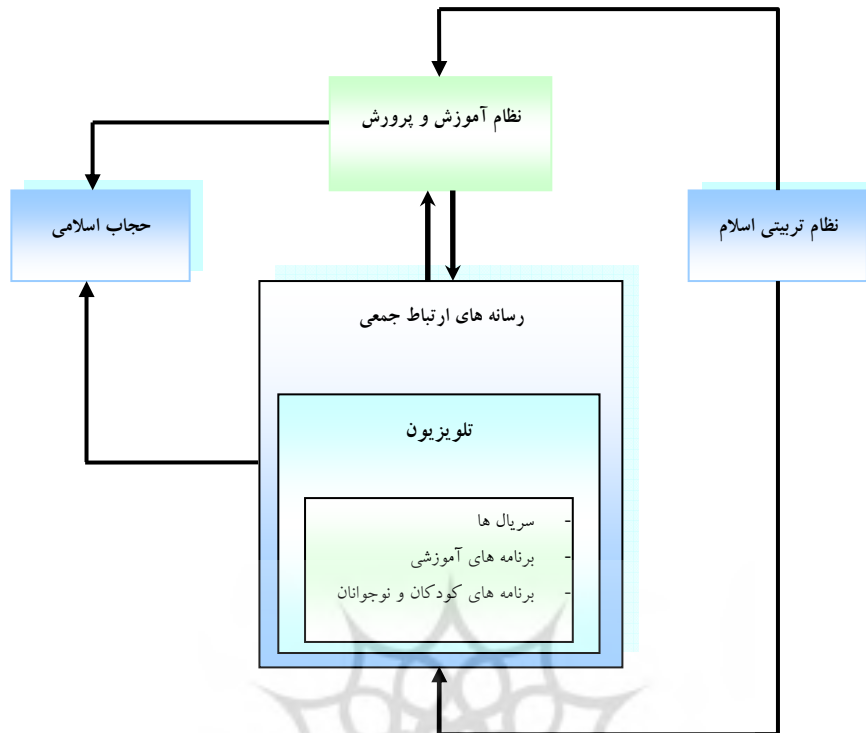 نظام آموزش و پرورش
نظام تربیتی اسلام
حجاب اسلامی
رسانه های ارتباط جمعی
تلویزیون
- سریال ها
- برنامه های آموزشی
- برنامه های کودکان و نوجوانان